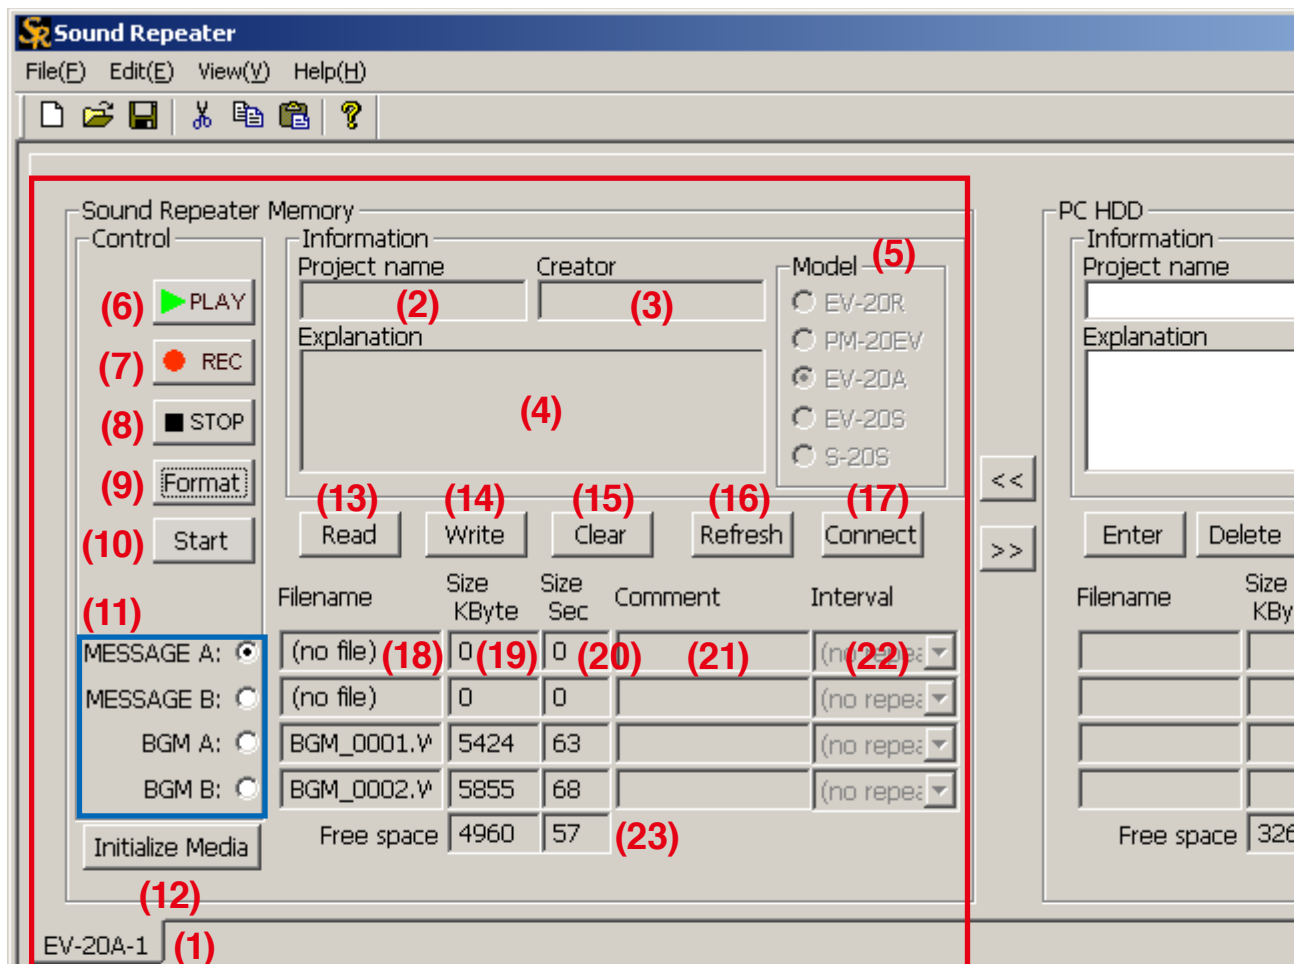 Sound Repeater
File(F) Edit(E) View(V) Help(H)
Sound Repeater Memory
PC HDD
Control
Information
(5)
Information
Project name
Creator
Model
Project name
(6) PLAY
(2)
(3)
EV-20R
Explanation
PM-20EV
Explanation
(7) REC
EV-20A
(4)
(8) STOP
EV-20S
S-20S
(9) Format
(13) (14) (15) (16) (17)
<<
(10) Start
Read Write Clear Refresh Connect
>>
Enter Delete
Filename
Size KByte
Size Sec
Comment
Interval
Filename
Size
(11)
MESSAGE A: (no file) (18) 0 (19) 0 (20) (21) (no repea (22)
MESSAGE B: (no file) 0 0 (no repea
BGM A: BGM_0001.W 5424 63 (no repea
BGM B: BGM_0002.W 5855 68 (no repea
Initialize Media
Free space 4960 57 (23)
Free space 326
(12)
EV-20A-1 (1)